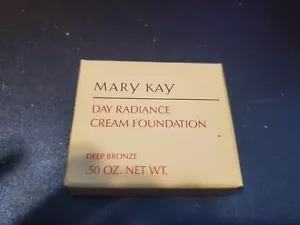 MARY KAY
DAY RADIANCE
CREAM FOUNDATION
DEEP BRONZE
.50 OZ. NET WT.